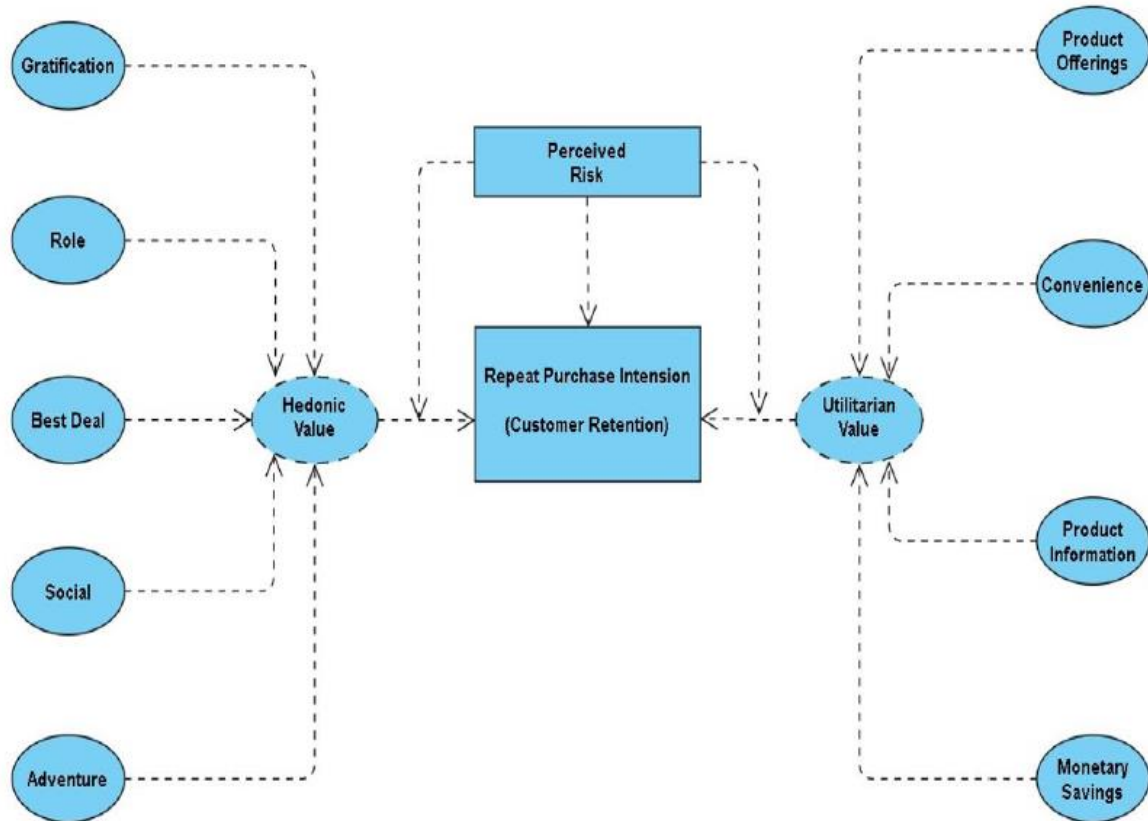 Gratification
Role
Best Deal
Social
Adventure
Hedonic
Value
Perceived
Risk
Repeat Purchase Intension
(Customer Retention)
Utilitarian
Value
Product
Offerings
Convenience
Product
Information
Monetary
Savings